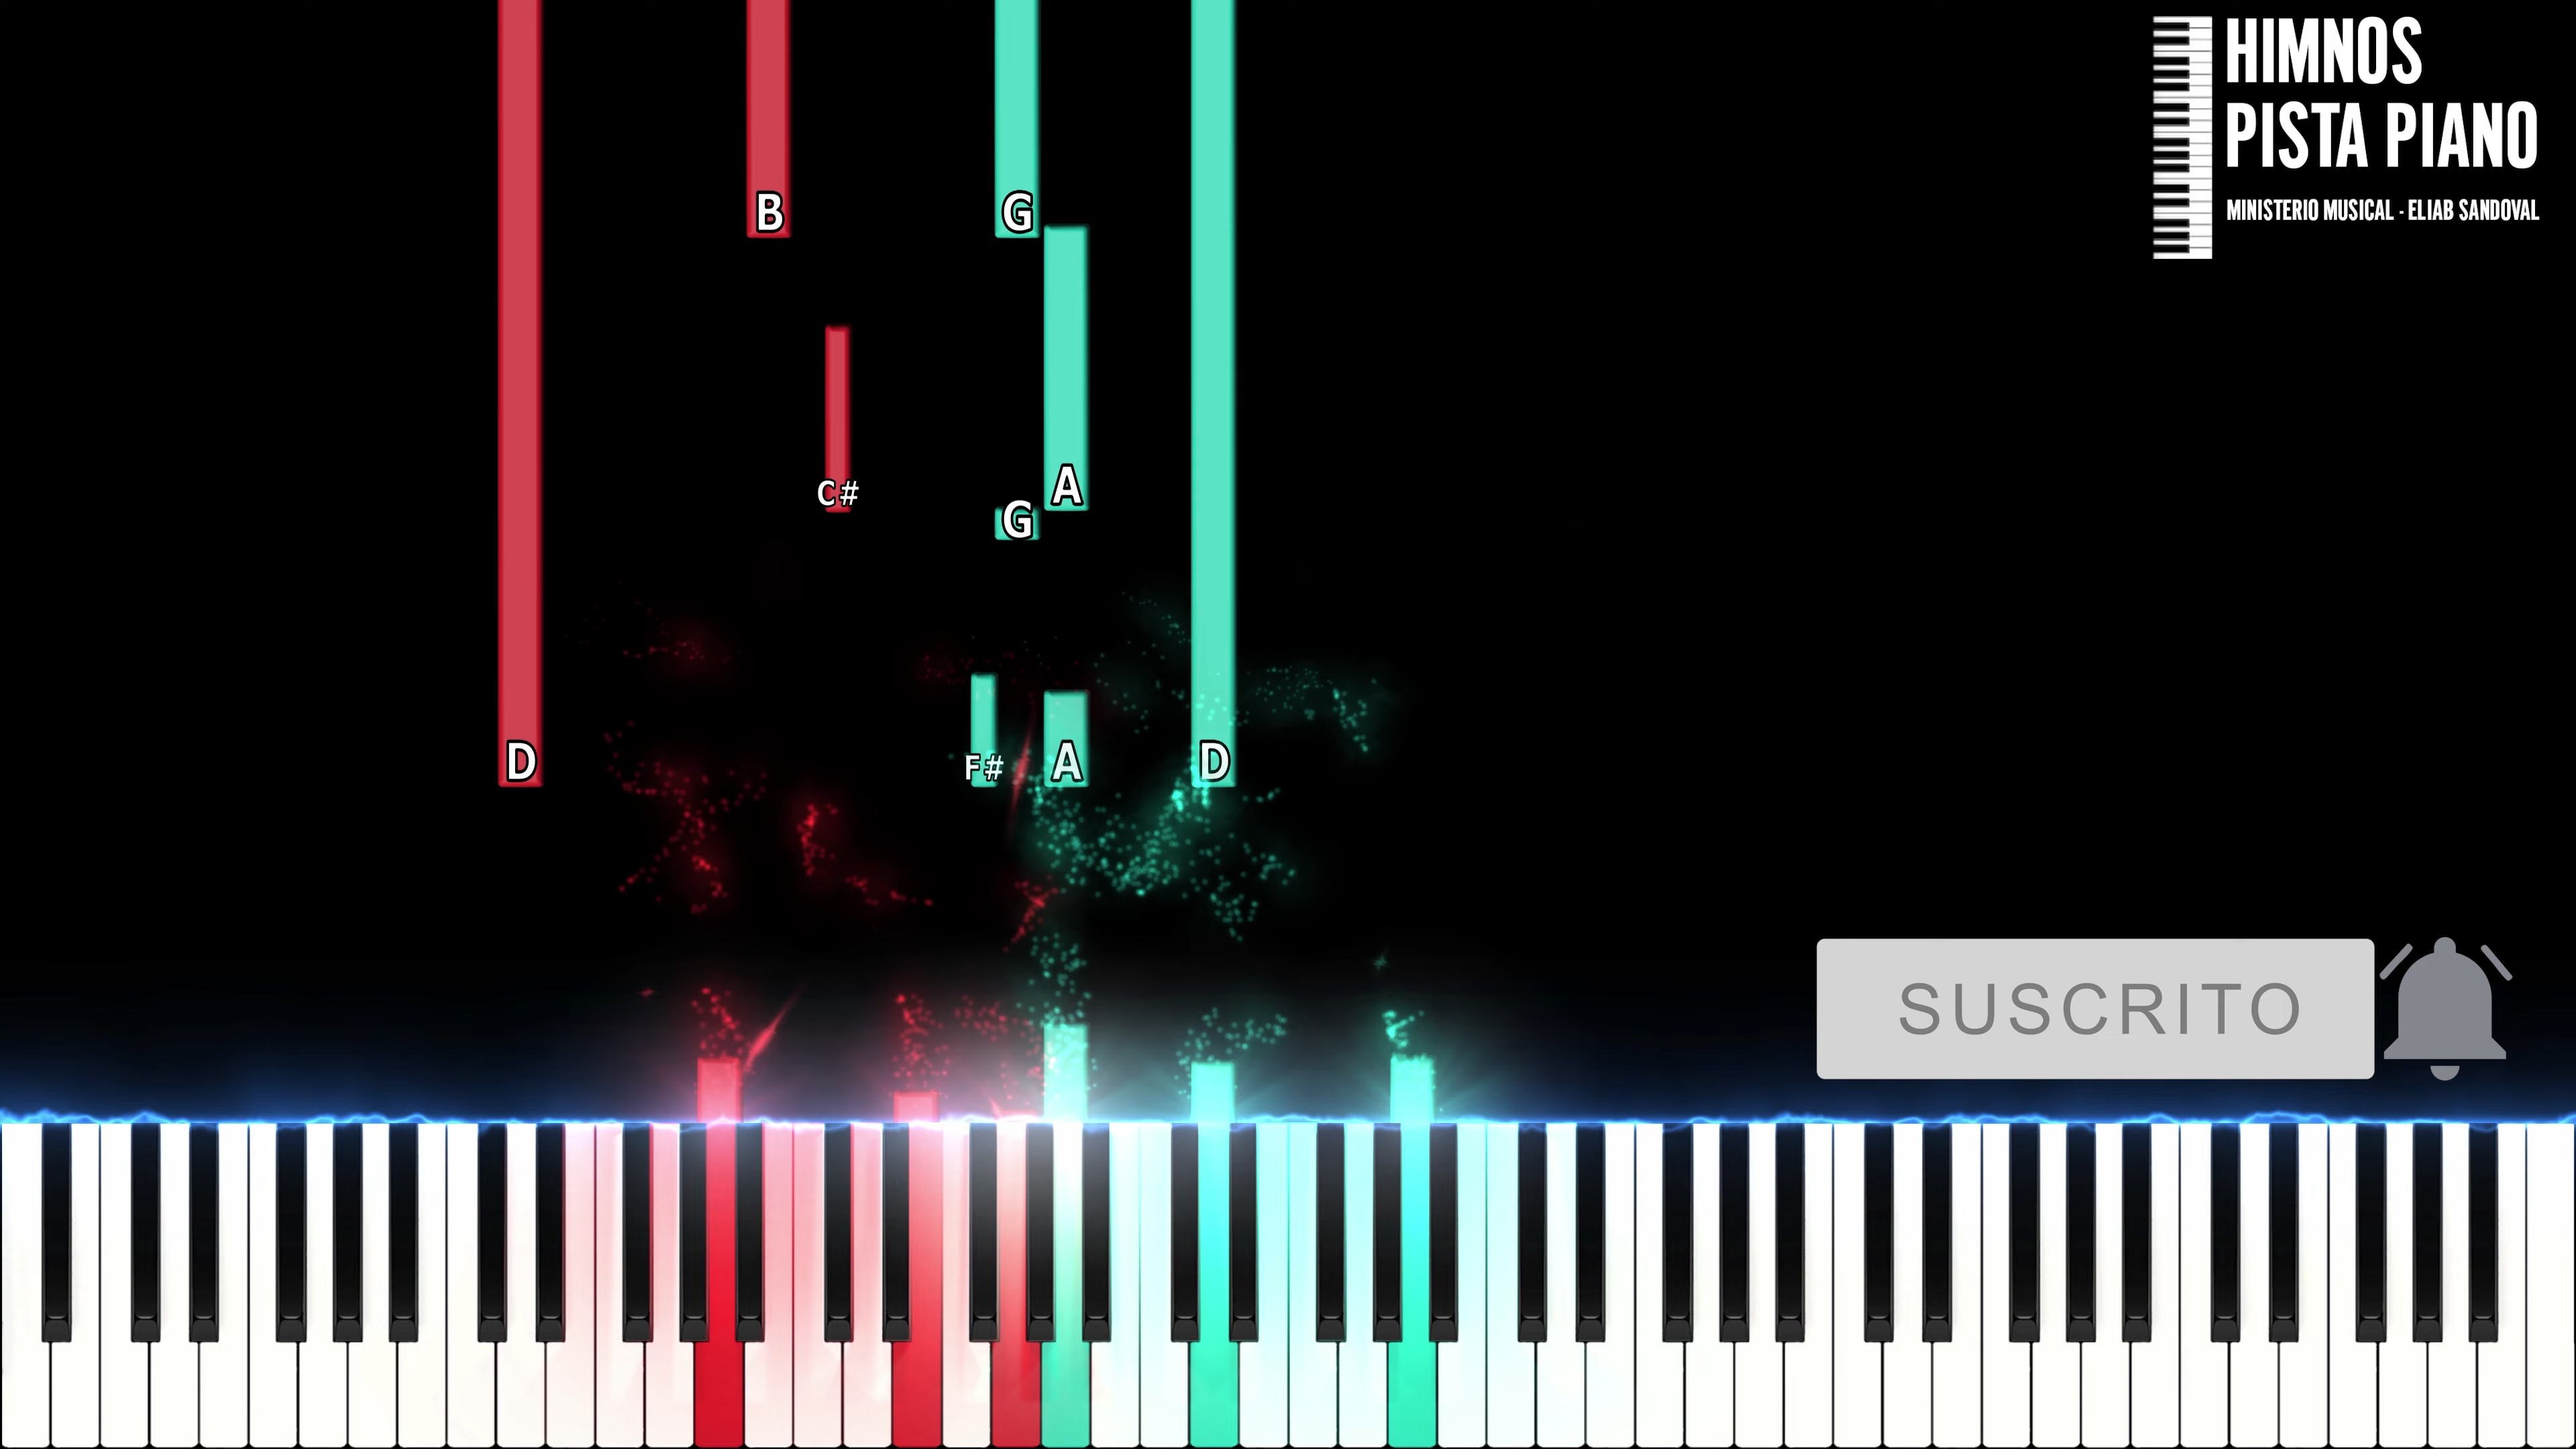 HIMNOS
PISTA PIANO
MINISTERIO MUSICAL - ELIAB SANDOVAL
B
G
C#
A
G
D
F#
A
D
SUSCRITO